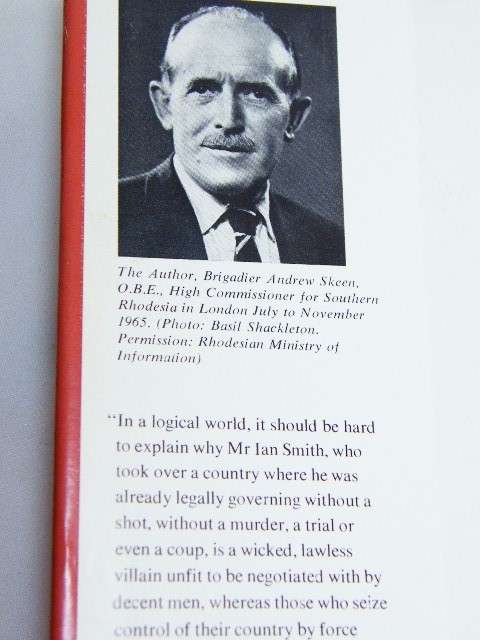 The Author, Brigadier Andrew Skeen,
O.B.E., High Commissioner for Southern
Rhodesia in London July to November
1965. (Photo: Basil Shackleton.
Permission: Rhodesian Ministry of
Information)
“In a logical world, it should be hard
to explain why Mr Ian Smith, who
took over a country where he was
already legally governing without a
shot, without a murder, a trial or
even a coup, is a wicked, lawless
villain unfit to be negotiated with by
decent men, whereas those who seize
control of their country by force